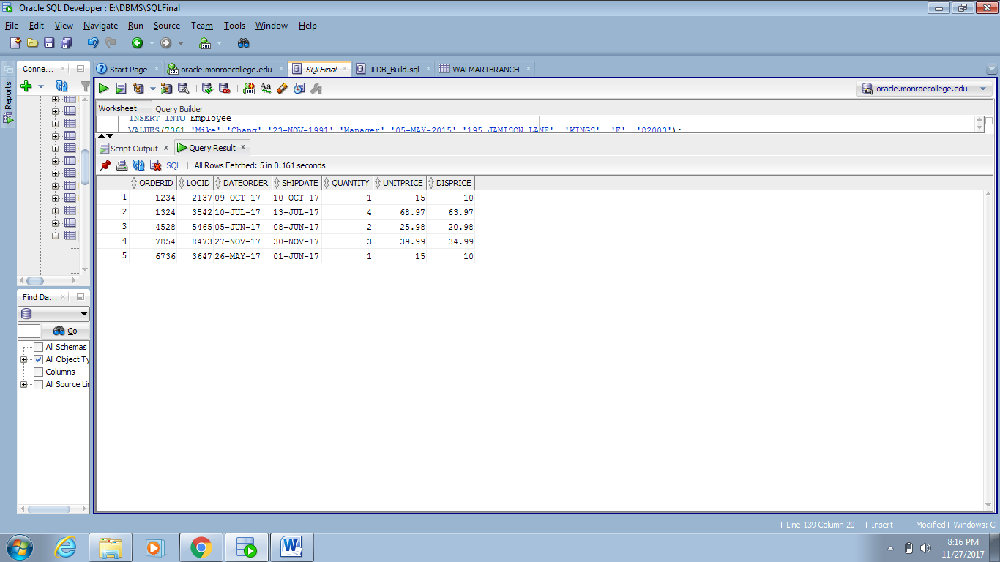 Oracle SQL Developer : E:\DBMS\SQLFinal
File Edit View Navigate Run Source Team Tools Window Help
Reports
Conne...
Start Page
oracle.monroecollege.edu
SQLFinal
JLDB_Build.sql
WALMARTBRANCH
SQL
Aa
oracle.monroecollege.edu
Worksheet Query Builder
INSERT INTO Employee
VALUES(7361,'Mike','Chang','23-NOV-1991','Manager','05-MAY-2015','195 JAMISON LANE', 'KINGS', 'E', '82003');
Script Output x Query Result x
SQL | All Rows Fetched: 5 in 0.161 seconds
ORDERID LOCID DATEORDER SHIPDATE QUANTITY UNITPRICE DISPRICE
1 1234 2137 09-OCT-17 10-OCT-17 1 15 10
2 1324 3542 10-JUL-17 13-JUL-17 4 68.97 63.97
3 4528 5465 05-JUN-17 08-JUN-17 2 25.98 20.98
4 7854 8473 27-NOV-17 30-NOV-17 3 39.99 34.99
5 6736 3647 26-MAY-17 01-JUN-17 1 15 10
Find Da...
Go
All Schemas
All Object Ty
Columns
All Source Lin
| Line 139 Column 20 | Insert | Modified | Windows: CF
8:16 PM
11/27/2017